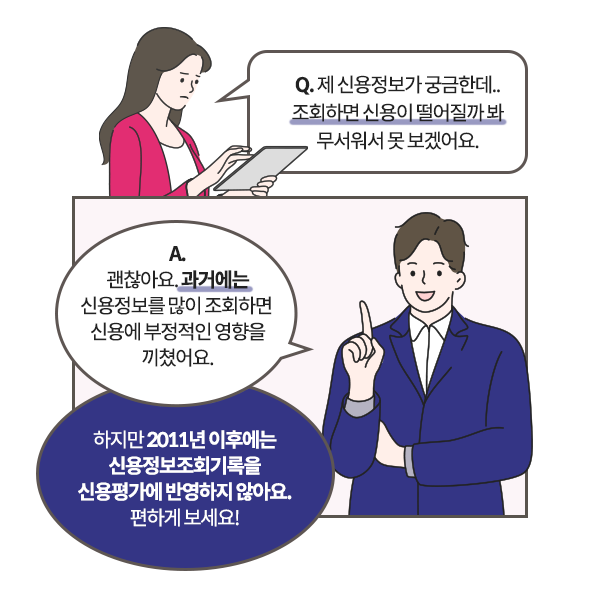 Q. 제 신용정보가 궁금한데..
조회하면 신용이 떨어질까 봐
무서워서 못 보겠어요.
A.
괜찮아요. 과거에는
신용정보를 많이 조회하면
신용에 부정적인 영향을
끼쳤어요.
하지만 2011년 이후에는
신용정보조회기록을
신용평가에 반영하지 않아요.
편하게 보세요!